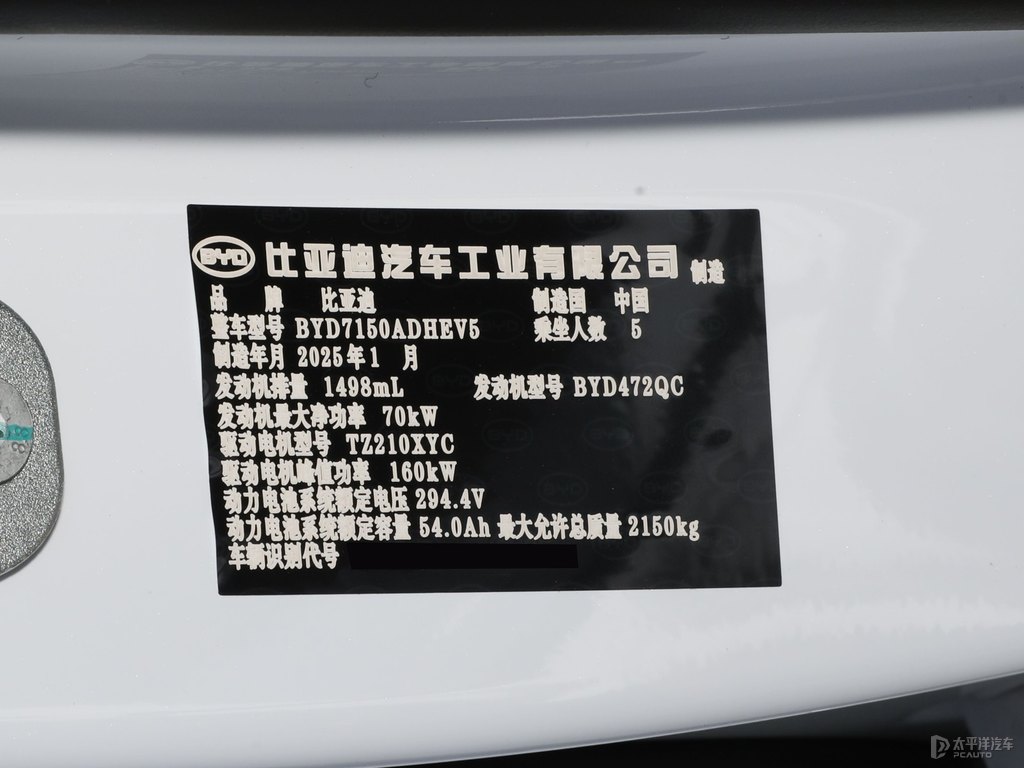 BYD 比亚迪汽车工业有限公司 制造
品 牌 比亚迪 制造国 中国
整车型号 BYD7150ADHEV5 乘坐人数 5
制造年月 2025年1 月
发动机排量 1498mL 发动机型号 BYD472QC
发动机最大净功率 70kW
驱动电机型号 TZ210XYC
驱动电机峰值功率 160kW
动力电池系统额定电压 294.4V
动力电池系统额定容量 54.0Ah 最大允许总质量 2150kg
车辆识别代号
太平洋汽车
PCAUTO